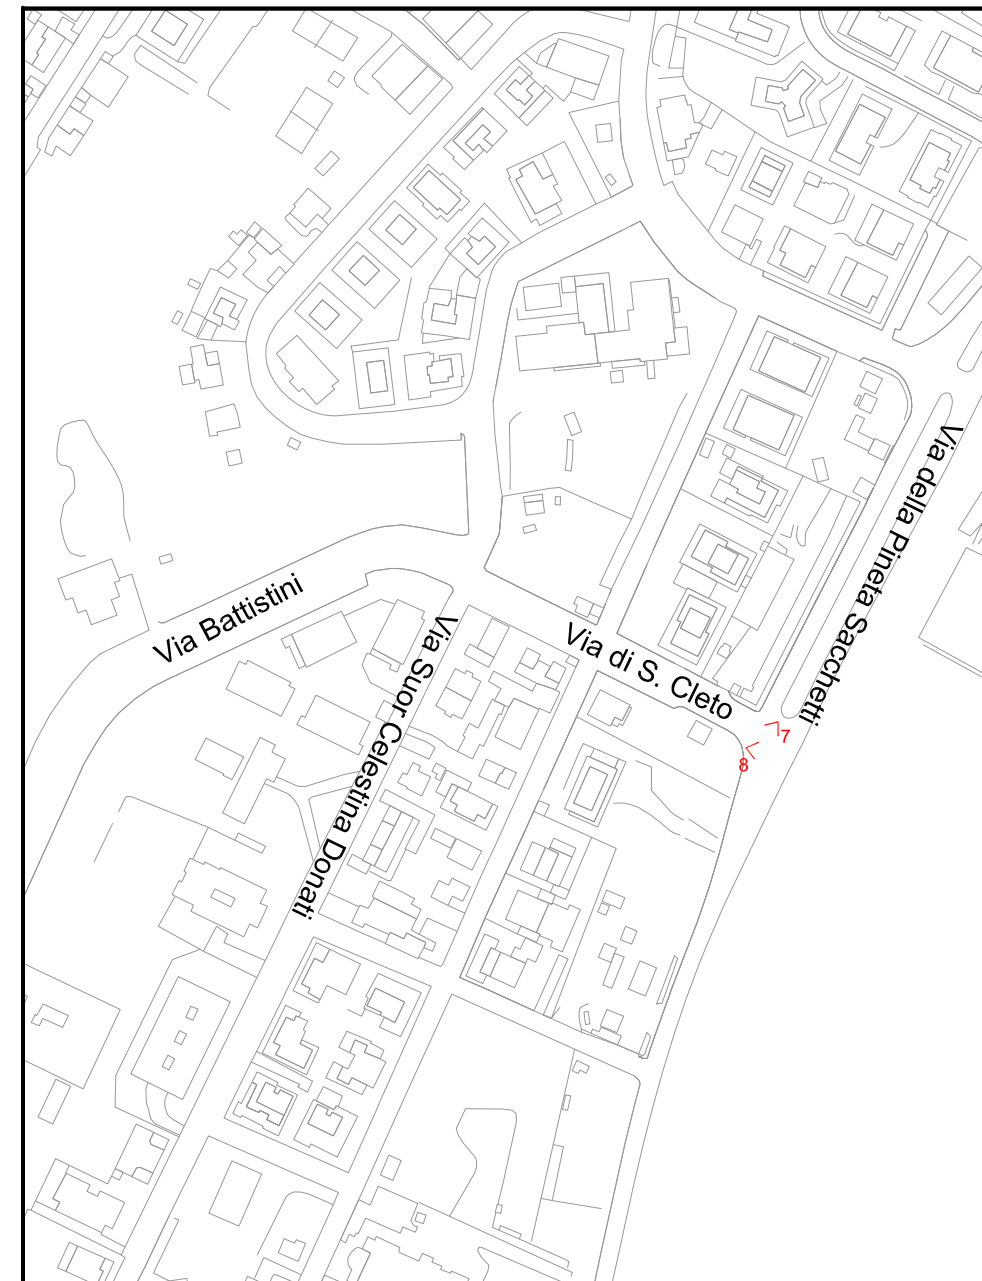 Via della Pineta Sacchetti
Via Battistini
Via Suor Celestina Donati
Via di S. Cleto
7
8